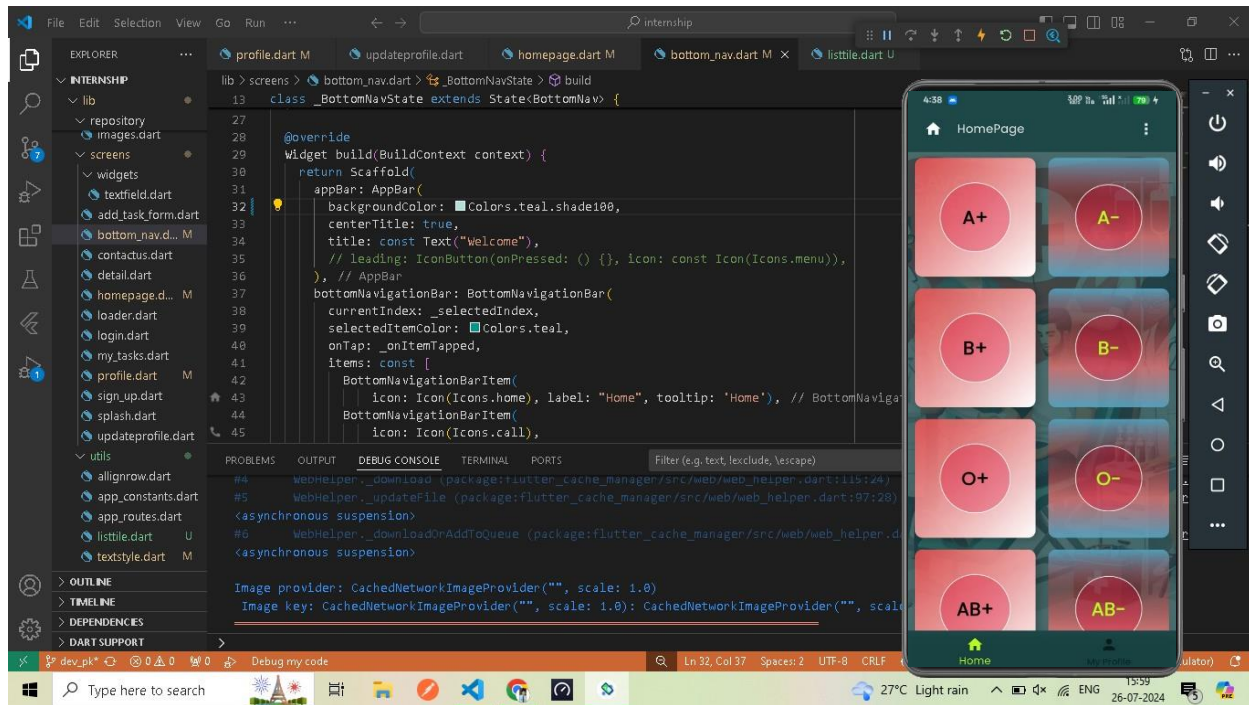 File Edit Selection View Go Run ···
internship
EXPLORER ···
profile.dart M
updateprofile.dart
homepage.dart M
bottom_nav.dart M
listtile.dart U
INTERNSHIP
lib
repository
images.dart
screens
widgets
textfield.dart
add_task_form.dart
bottom_nav.d... M
contactus.dart
detail.dart
homepage.d... M
loader.dart
login.dart
my_tasks.dart
profile.dart M
sign_up.dart
splash.dart
updateprofile.dart
utils
allignrow.dart
app_constants.dart
app_routes.dart
listtile.dart U
textstyle.dart M
OUTLINE
TIMELINE
DEPENDENCIES
DART SUPPORT
7
1
lib > screens > bottom_nav.dart > _BottomNavState > build
13 class _BottomNavState extends State<BottomNav> {
27
28 @override
29 Widget build(BuildContext context) {
30 return Scaffold(
31 appBar: AppBar(
32 backgroundColor: Colors.teal.shade100,
33 centerTitle: true,
34 title: const Text("Welcome"),
35 // leading: IconButton(onPressed: () {}, icon: const Icon(Icons.menu)),
36 ), // AppBar
37 bottomNavigationBar: BottomNavigationBar(
38 currentIndex: _selectedIndex,
39 selectedItemColor: Colors.teal,
40 onTap: _onItemTapped,
41 items: const [
42 BottomNavigationBarItem(
43 icon: Icon(Icons.home), label: "Home", tooltip: 'Home'), // BottomNaviga
44 BottomNavigationBarItem(
45 icon: Icon(Icons.call),
PROBLEMS OUTPUT DEBUG CONSOLE TERMINAL PORTS
Filter (e.g. text, !exclude, \escape)
#4 WebHelper._download (package:flutter_cache_manager/src/web/web_helper.dart:115:24)
#5 WebHelper._updateFile (package:flutter_cache_manager/src/web/web_helper.dart:97:28)
<asynchronous suspension>
#6 WebHelper._downloadOrAddToQueue (package:flutter_cache_manager/src/web/web_helper.da
<asynchronous suspension>
Image provider: CachedNetworkImageProvider("", scale: 1.0)
Image key: CachedNetworkImageProvider("", scale: 1.0): CachedNetworkImageProvider("", scal
>
4:38
79
HomePage
A+ A-
B+ B-
O+ O-
AB+ AB-
Home My Profile
dev_pk* 0 0 0 Debug my code
Ln 32, Col 37 Spaces: 2 UTF-8 CRLF
ulator)
Type here to search
27°C Light rain
ENG
15:59
26-07-2024
5
PRE